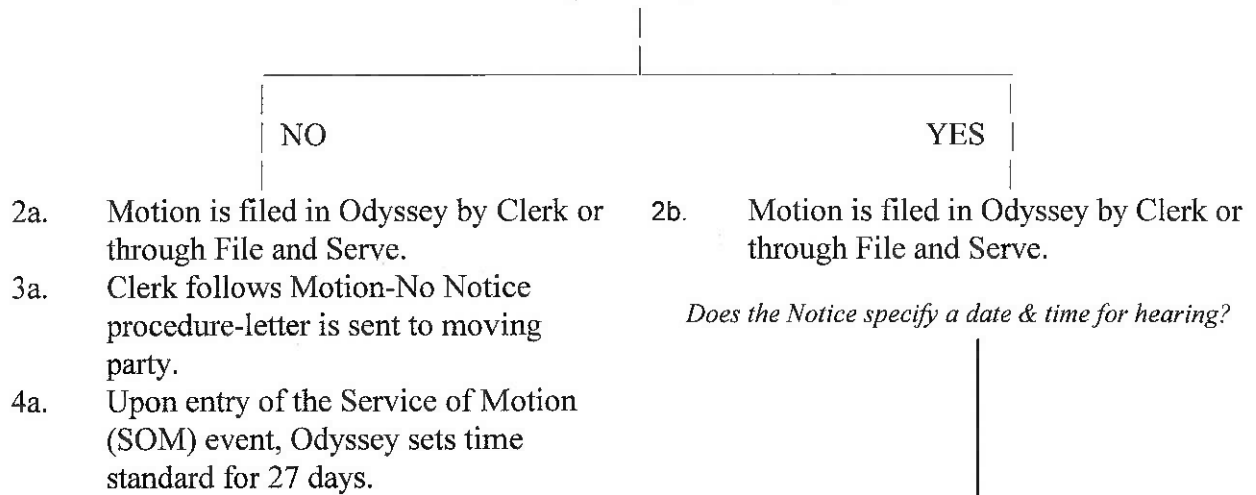 NO
YES
2a. Motion is filed in Odyssey by Clerk or
through File and Serve.
3a. Clerk follows Motion-No Notice
procedure-letter is sent to moving
party.
4a. Upon entry of the Service of Motion
(SOM) event, Odyssey sets time
standard for 27 days.
2b. Motion is filed in Odyssey by Clerk or
through File and Serve.
Does the Notice specify a date & time for hearing?